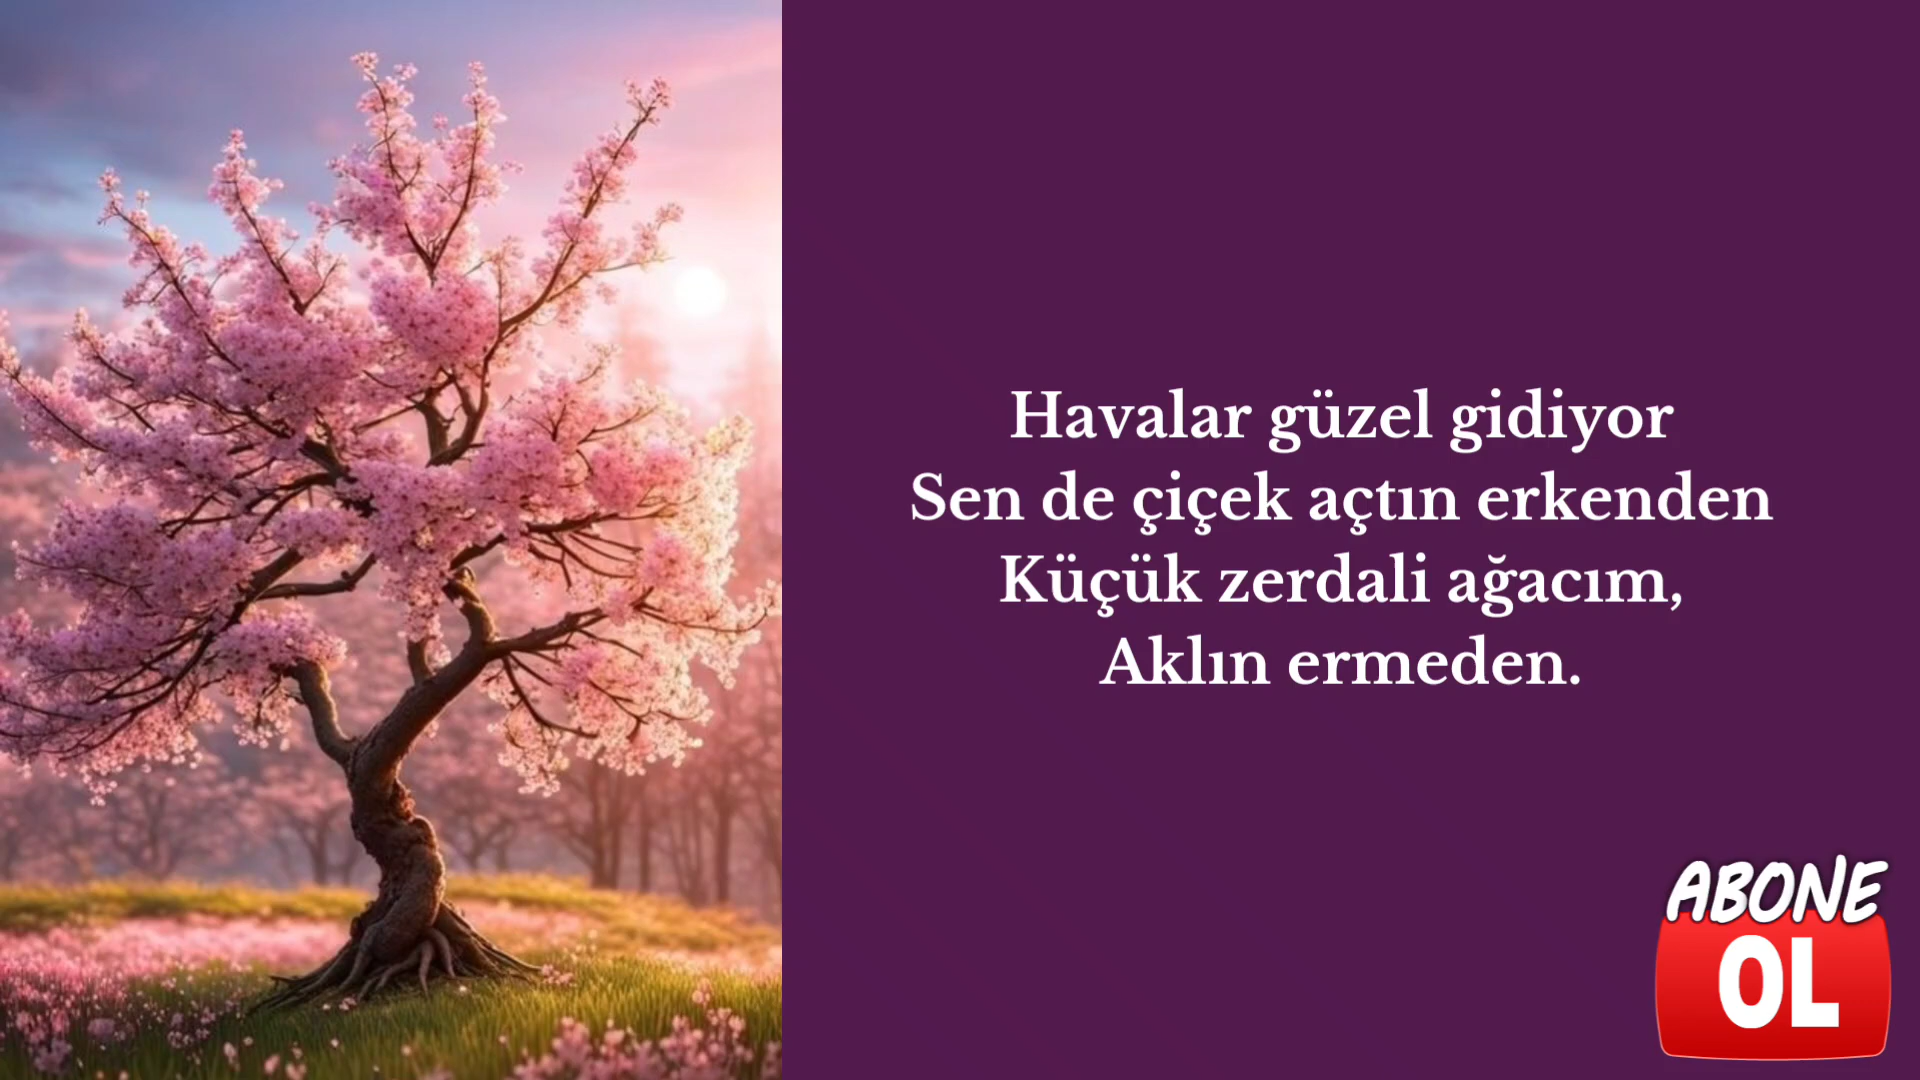 Havalar güzel gidiyor
Sen de çiçek açtın erkenden
Küçük zerdali ağacım,
Aklın ermeden.
ABONE
OL